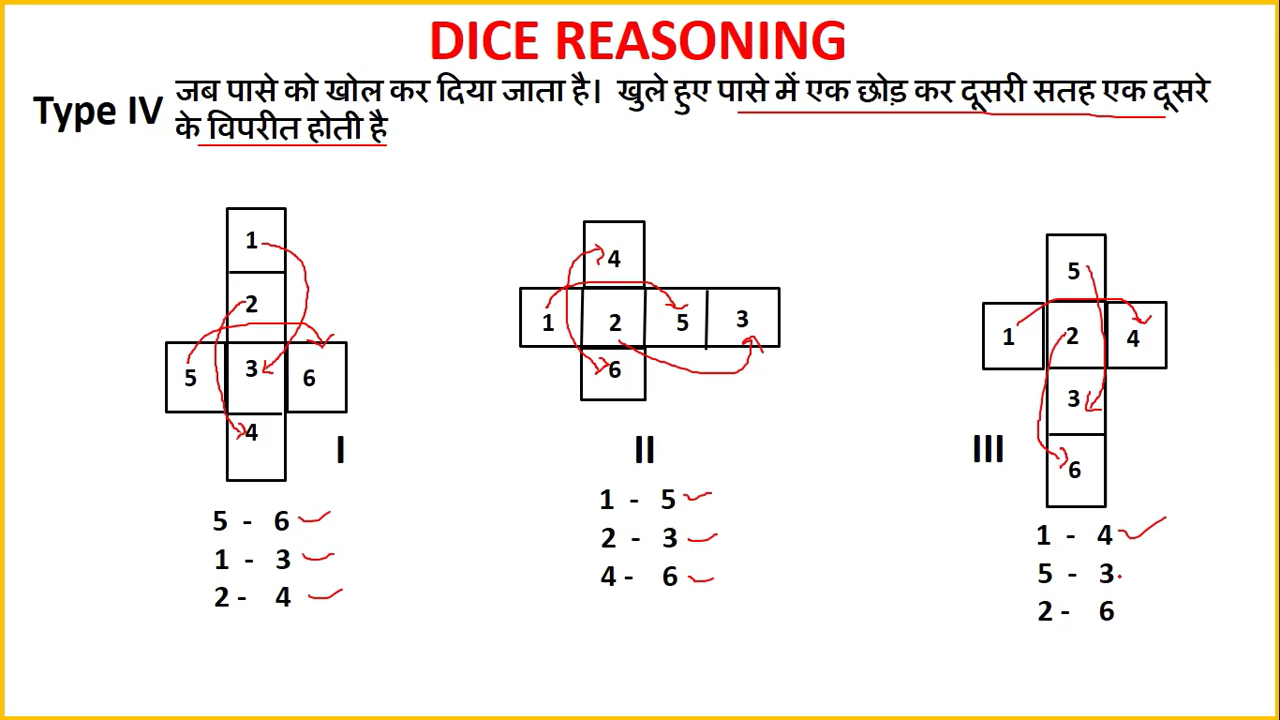 DICE REASONING
Type IV जब पासे को खोल कर दिया जाता है। खुले हुए पासे में एक छोड़ कर दूसरी सतह एक दूसरे
के विपरीत होती है
1
2
5 3 6
4
I
5 - 6
1 - 3
2 - 4
4
1 2 5 3
6
II
1 - 5
2 - 3
4 - 6
5
1 2 4
3
6
III
1 - 4
5 - 3
2 - 6